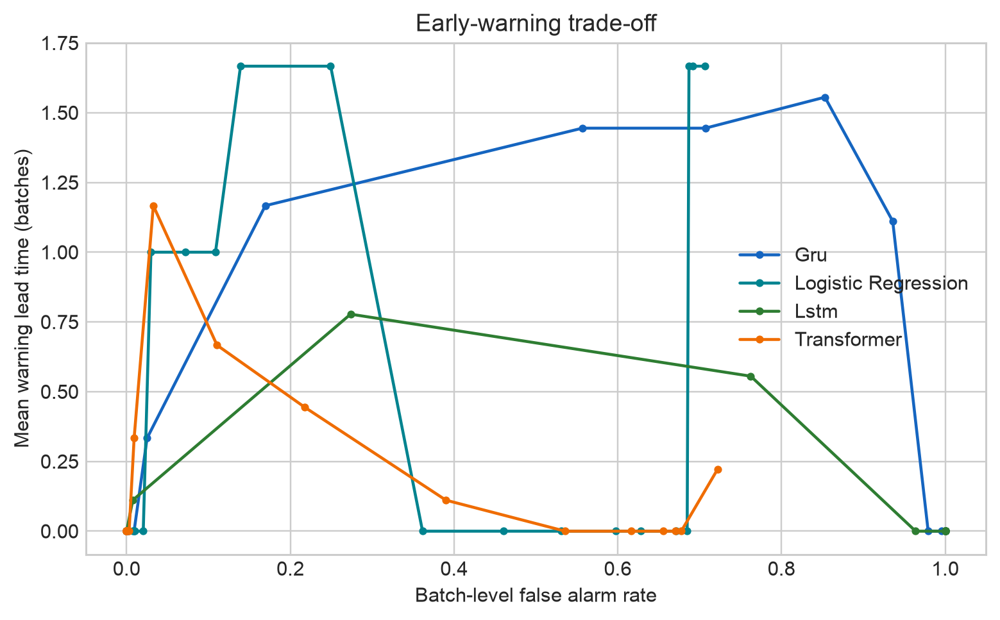 Early-warning trade-off
1.75
1.50
1.25
1.00
0.75
0.50
0.25
0.00
Mean warning lead time (batches)
Gru
Logistic Regression
Lstm
Transformer
0.0 0.2 0.4 0.6 0.8 1.0
Batch-level false alarm rate